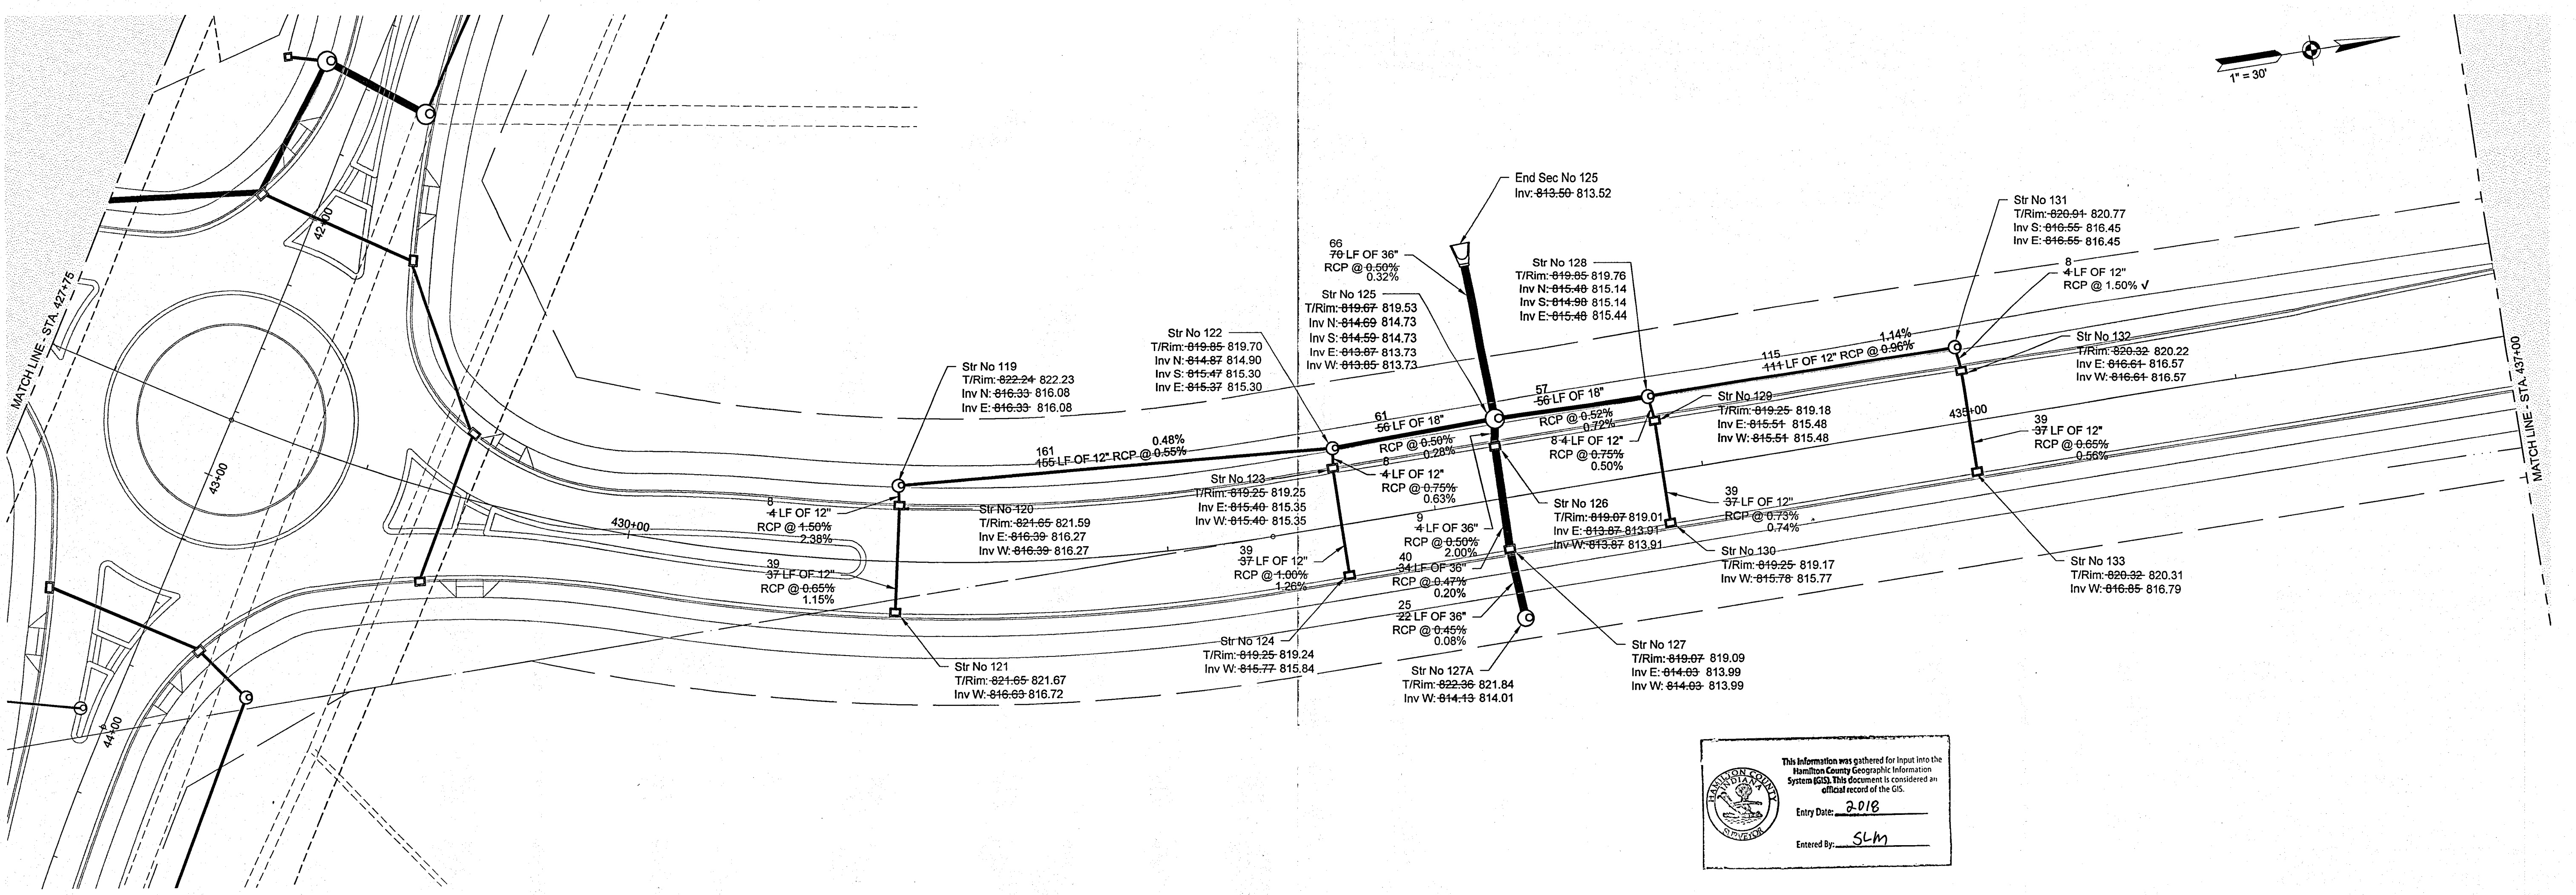 1" = 30'
MATCH LINE - STA. 427+75
MATCH LINE - STA. 437+00
42+00
43+00
44+00
430+00
435+00
Str No 119
T/Rim: 822.24 822.23
Inv N: 816.33 816.08
Inv E: 816.33 816.08
161
155 LF OF 12" RCP @ 0.55%
0.48%
8
4 LF OF 12"
RCP @ 1.50%
2.38%
Str No 120
T/Rim: 821.65 821.59
Inv E: 816.39 816.27
Inv W: 816.39 816.27
39
37 LF OF 12"
RCP @ 0.65%
1.15%
Str No 121
T/Rim: 821.65 821.67
Inv W: 816.63 816.72
Str No 122
T/Rim: 819.85 819.70
Inv N: 814.87 814.90
Inv S: 815.47 815.30
Inv E: 815.37 815.30
61
56 LF OF 18"
RCP @ 0.50%
0.28%
Str No 123
T/Rim: 819.25 819.25
Inv E: 815.40 815.35
Inv W: 815.40 815.35
8
4 LF OF 12"
RCP @ 0.75%
0.63%
39
37 LF OF 12"
RCP @ 1.00%
1.26%
Str No 124
T/Rim: 819.25 819.24
Inv W: 815.77 815.84
End Sec No 125
Inv: 813.50 813.52
66
70 LF OF 36"
RCP @ 0.50%
0.32%
Str No 125
T/Rim: 819.67 819.53
Inv N: 814.69 814.73
Inv S: 814.59 814.73
Inv E: 813.87 813.73
Inv W: 813.85 813.73
9
4 LF OF 36"
RCP @ 0.50%
2.00%
40
34 LF OF 36"
RCP @ 0.47%
0.20%
25
22 LF OF 36"
RCP @ 0.45%
0.08%
Str No 126
T/Rim: 819.07 819.01
Inv E: 813.87 813.91
Inv W: 813.87 813.91
Str No 127
T/Rim: 819.07 819.09
Inv E: 814.03 813.99
Inv W: 814.03 813.99
Str No 127A
T/Rim: 822.36 821.84
Inv W: 814.13 814.01
Str No 128
T/Rim: 819.85 819.76
Inv N: 815.48 815.14
Inv S: 814.98 815.14
Inv E: 815.48 815.44
57
56 LF OF 18"
RCP @ 0.52%
0.72%
8 4 LF OF 12"
RCP @ 0.75%
0.50%
Str No 129
T/Rim: 819.25 819.18
Inv E: 815.51 815.48
Inv W: 815.51 815.48
39
37 LF OF 12"
RCP @ 0.73%
0.74%
Str No 130
T/Rim: 819.25 819.17
Inv W: 815.78 815.77
115
111 LF OF 12" RCP @ 0.96%
1.14%
Str No 131
T/Rim: 820.91 820.77
Inv S: 816.55 816.45
Inv E: 816.55 816.45
8
4 LF OF 12"
RCP @ 1.50% √
Str No 132
T/Rim: 820.32 820.22
Inv E: 816.61 816.57
Inv W: 816.61 816.57
39
37 LF OF 12"
RCP @ 0.65%
0.56%
Str No 133
T/Rim: 820.32 820.31
Inv W: 816.85 816.79
HAMILTON COUNTY
INDIANA
SURVEYOR
This information was gathered for input into the
Hamilton County Geographic Information
System (GIS). This document is considered an
official record of the GIS.
Entry Date: 2018
Entered By: SLM